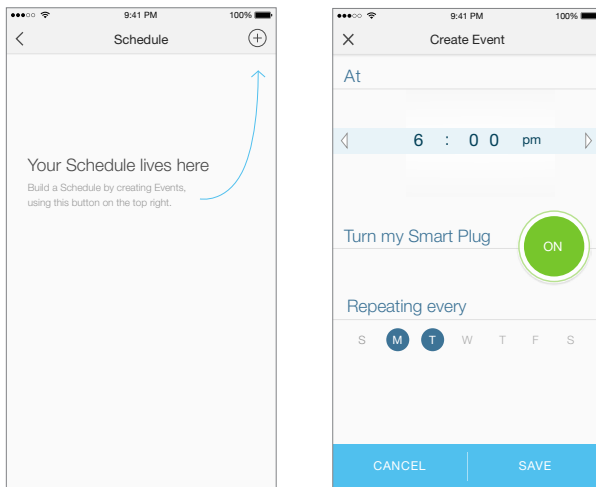 9:41 PM 100%
Schedule
Your Schedule lives here
Build a Schedule by creating Events,
using this button on the top right.
9:41 PM 100%
Create Event
At
6 : 00 pm
Turn my Smart Plug
ON
Repeating every
S M T W T F S
CANCEL SAVE